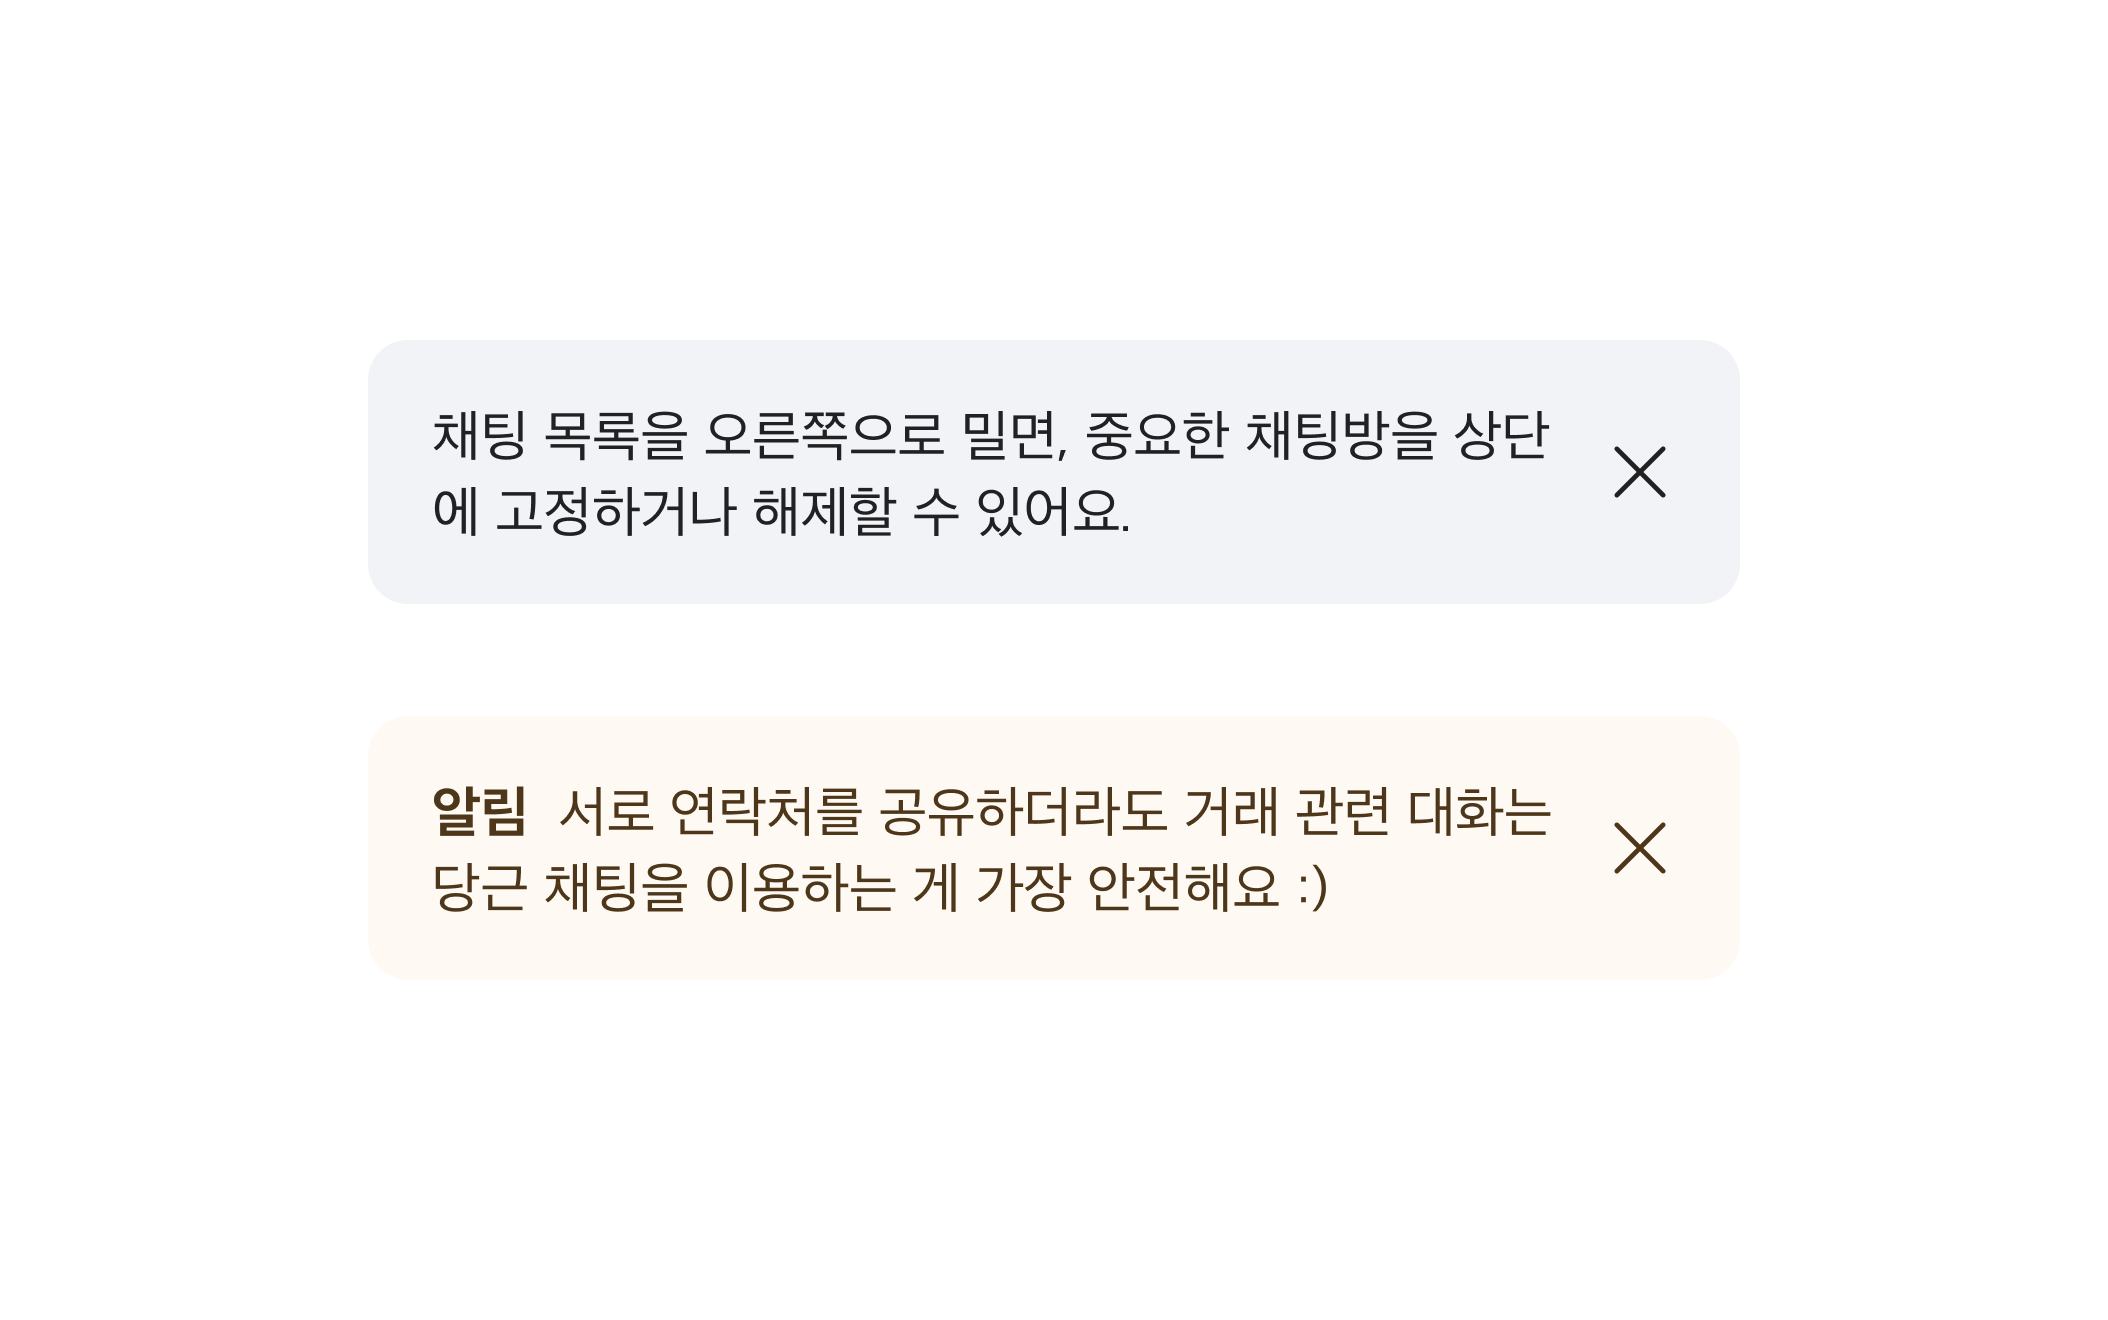 채팅 목록을 오른쪽으로 밀면, 중요한 채팅방을 상단
에 고정하거나 해제할 수 있어요.
알림 서로 연락처를 공유하더라도 거래 관련 대화는
당근 채팅을 이용하는 게 가장 안전해요 :)